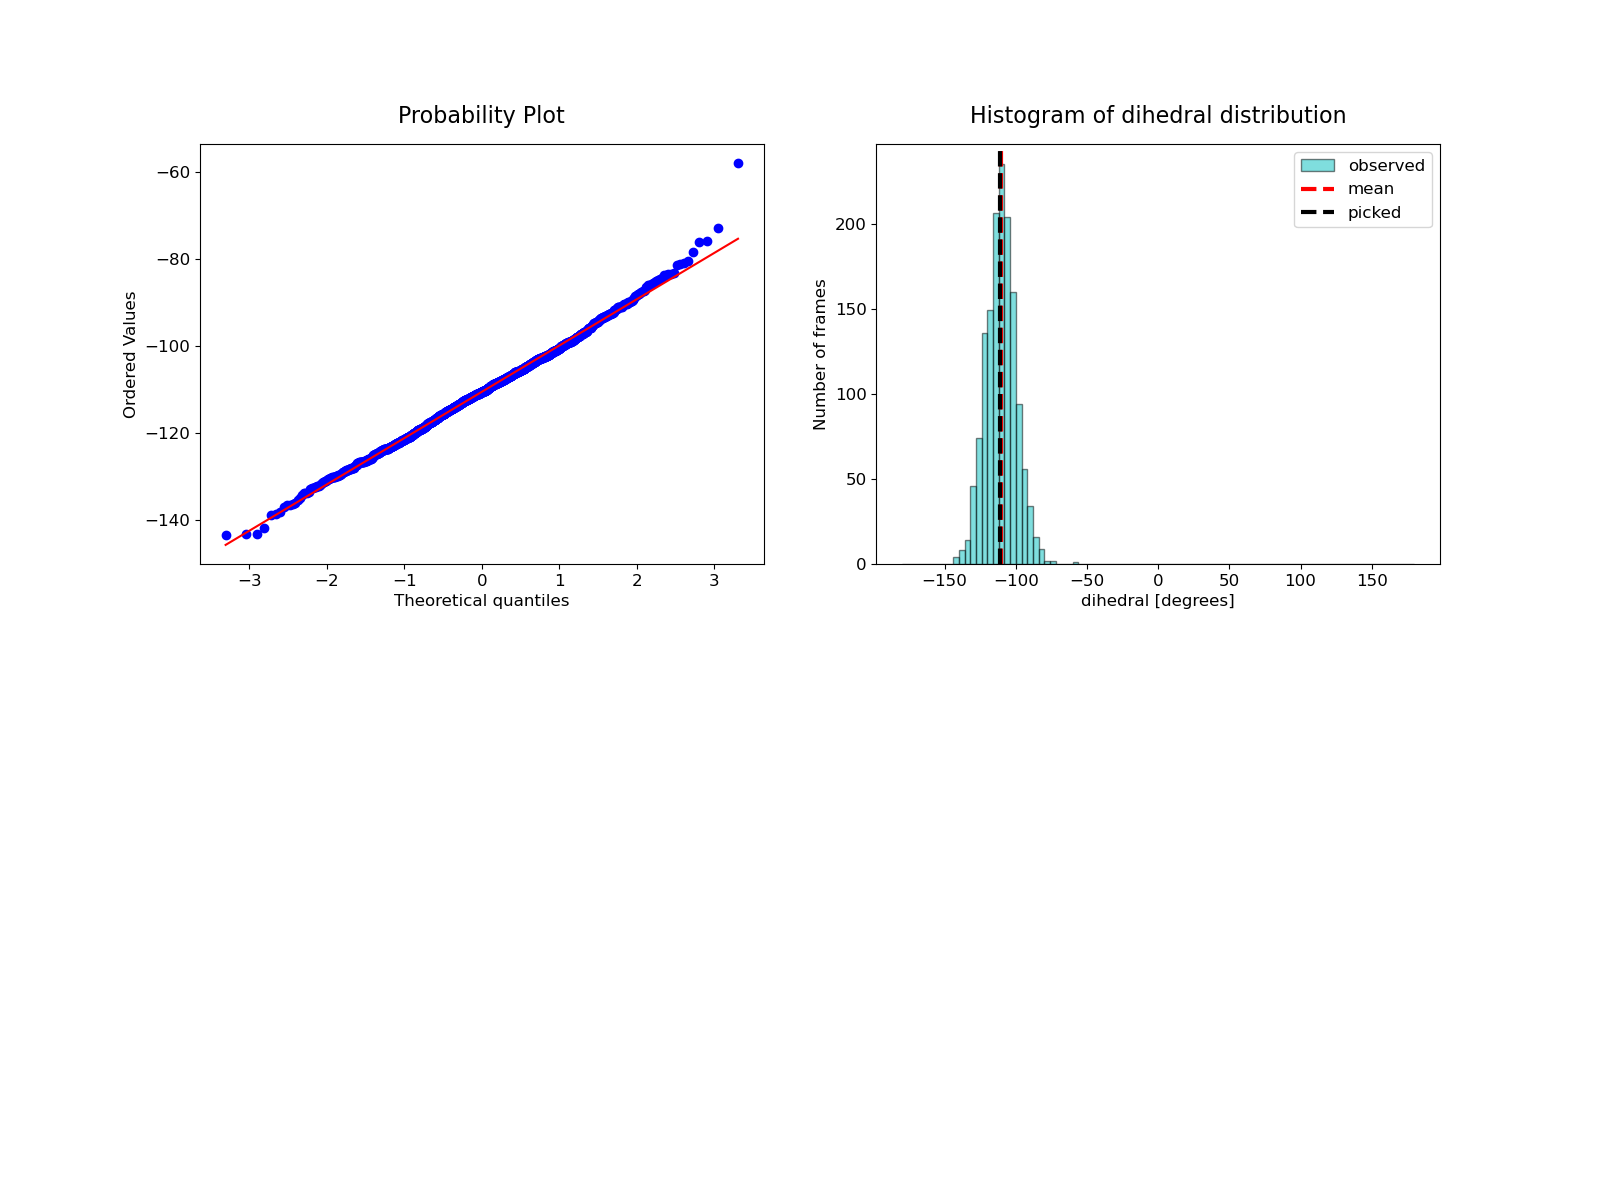 Probability Plot
Ordered Values
−60
−80
−100
−120
−140
−3
−2
−1
0
1
2
3
Theoretical quantiles
Histogram of dihedral distribution
observed
mean
picked
Number of frames
200
150
100
50
0
−150
−100
−50
0
50
100
150
dihedral [degrees]